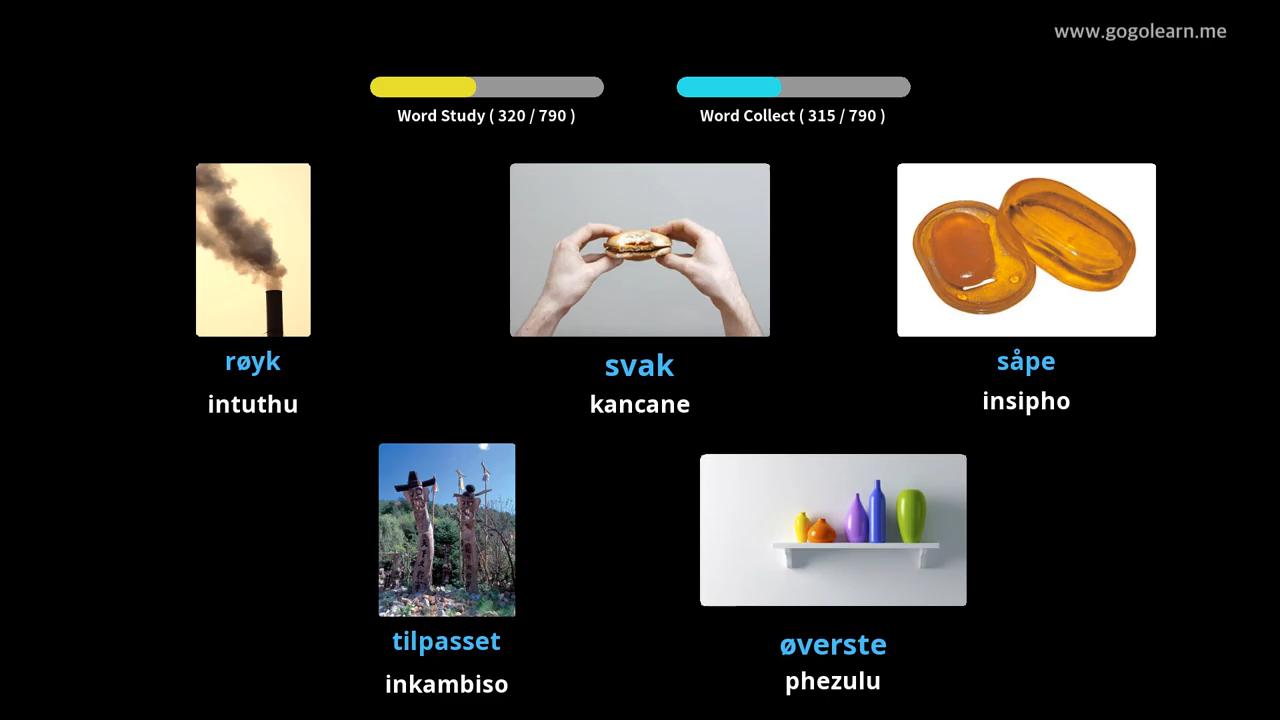 www.gogolearn.me
Word Study ( 320 / 790 )
Word Collect ( 315 / 790 )
røyk
svak
såpe
intuthu
kancane
insipho
tilpasset
øverste
inkambiso
phezulu